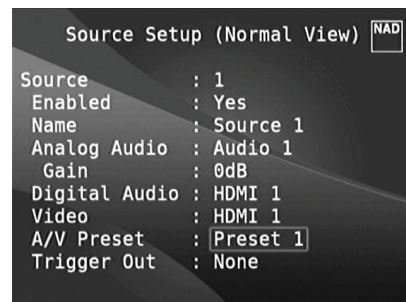 Source Setup (Normal View) NAD
Source : 1
Enabled : Yes
Name : Source 1
Analog Audio : Audio 1
Gain : 0dB
Digital Audio : HDMI 1
Video : HDMI 1
A/V Preset : Preset 1
Trigger Out : None